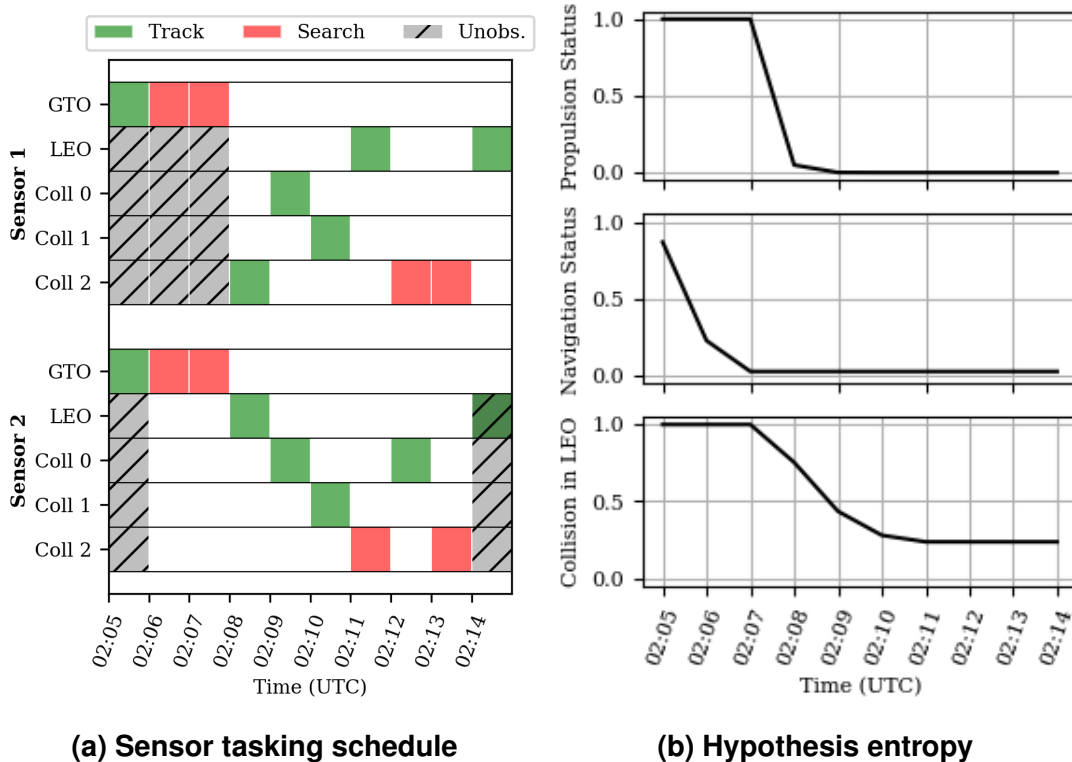 Track Search Unobs.
Sensor 1
GTO
LEO
Coll 0
Coll 1
Coll 2
Sensor 2
GTO
LEO
Coll 0
Coll 1
Coll 2
02:05 02:06 02:07 02:08 02:09 02:10 02:11 02:12 02:13 02:14
Time (UTC)
(a) Sensor tasking schedule
Propulsion Status
1.0
0.5
0.0
Navigation Status
1.0
0.5
0.0
Collision in LEO
1.0
0.5
0.0
02:05 02:06 02:07 02:08 02:09 02:10 02:11 02:12 02:13 02:14
Time (UTC)
(b) Hypothesis entropy